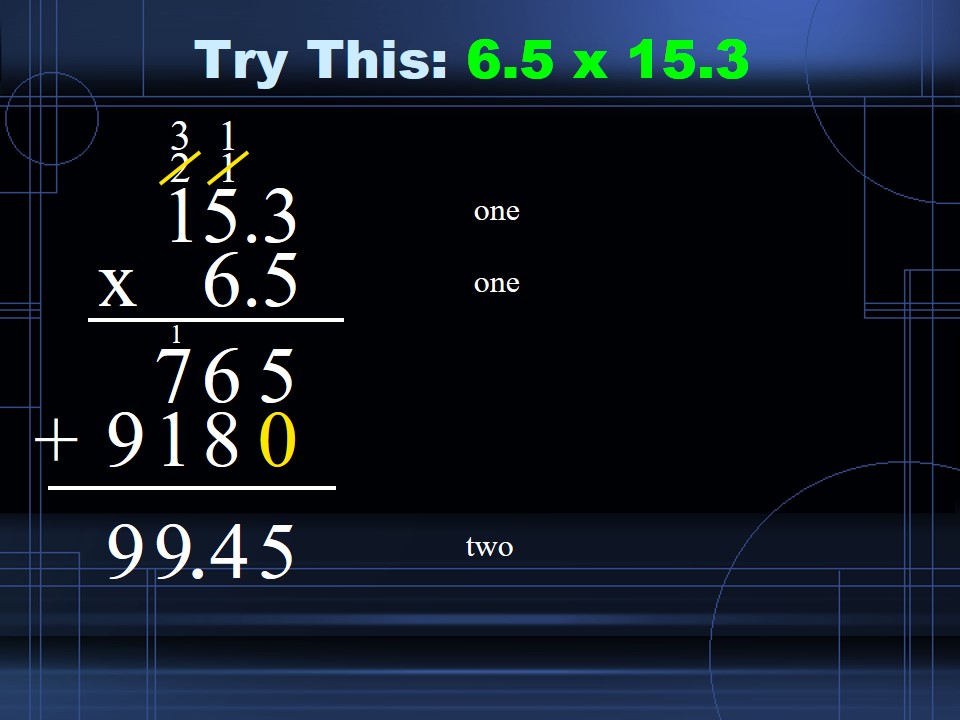 Try This: 6.5 x 15.3
3 1
2 1
15.3 one
x 6.5 one
1
765
+ 9180
99.45 two